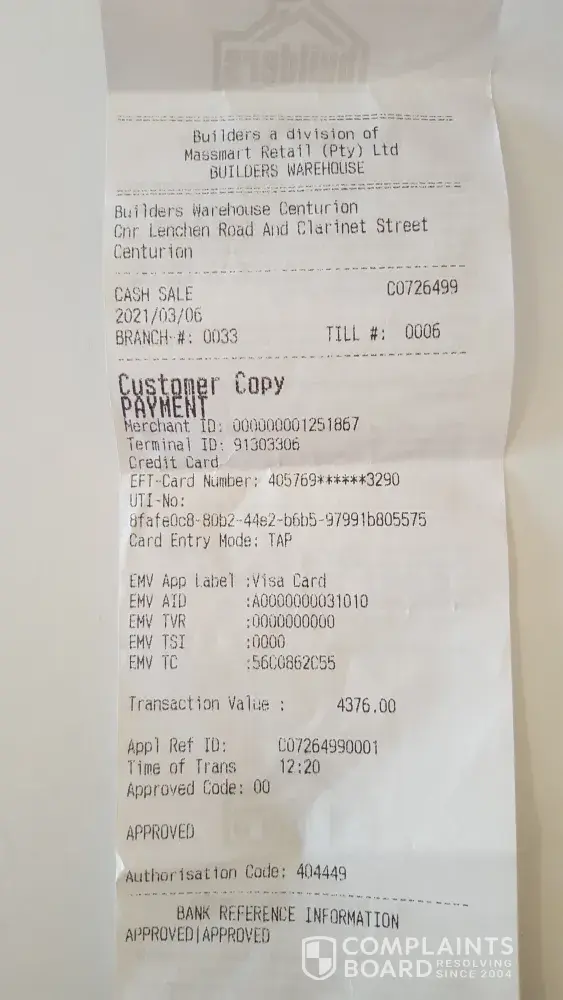 Builders a division of
Massmart Retail (Pty) Ltd
BUILDERS WAREHOUSE
Builders Warehouse Centurion
Cnr Lenchen Road And Clarinet Street
Centurion
CASH SALE C0726499
2021/03/06
BRANCH #: 0033 TILL #: 0006
Customer Copy
PAYMENT
Merchant ID: 000000001251867
Terminal ID: 91303306
Credit Card
EFT-Card Number: 405769******3290
UTI-No:
8fafe0c8-80b2-44e2-b6b5-97991b805575
Card Entry Mode: TAP
EMV App Label :Visa Card
EMV AID :A0000000031010
EMV TVR :0000000000
EMV TSI :0000
EMV TC :5600862C55
Transaction Value : 4376.00
Appl Ref ID: C07264990001
Time of Trans 12:20
Approved Code: 00
APPROVED
Authorisation Code: 404449
BANK REFERENCE INFORMATION
APPROVED|APPROVED
COMPLAINTS
BOARD RESOLVING
SINCE 2004